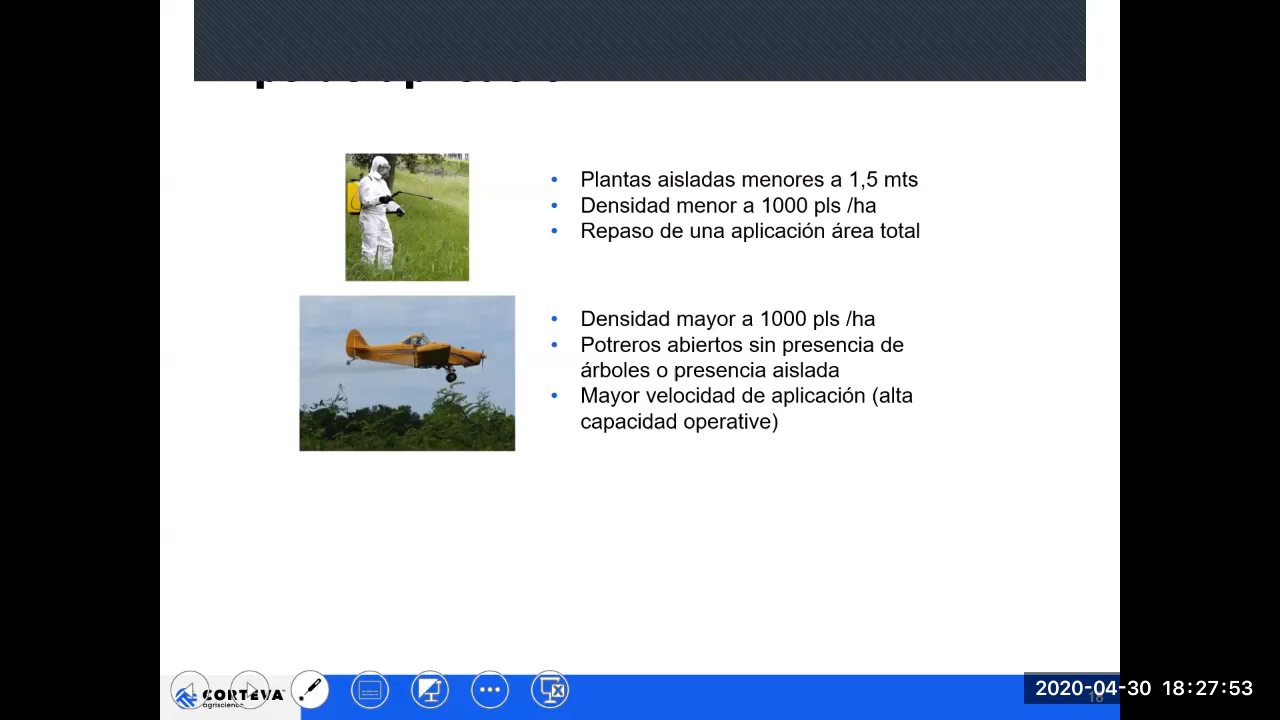 Plantas aisladas menores a 1,5 mts
Densidad menor a 1000 pls /ha
Repaso de una aplicación área total
Densidad mayor a 1000 pls /ha
Potreros abiertos sin presencia de
árboles o presencia aislada
Mayor velocidad de aplicación (alta
capacidad operative)
CORTEVA
agriscience
2020-04-30 18:27:53